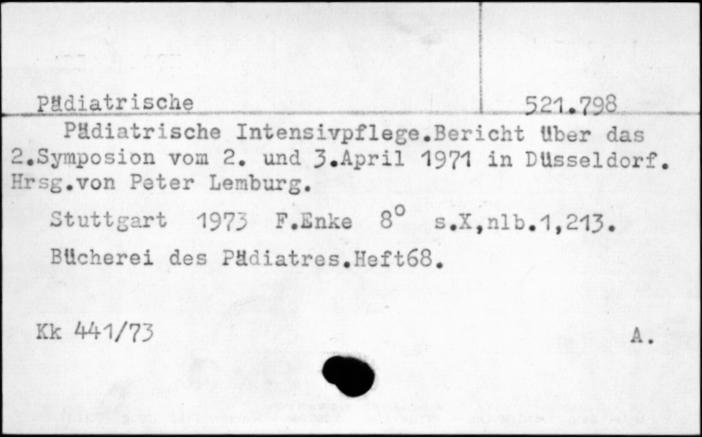 Pädiatrische 521.798
Pädiatrische Intensivpflege.Bericht über das
2.Symposion vom 2. und 3.April 1971 in Düsseldorf.
Hrsg.von Peter Lemburg.
Stuttgart 1973 F.Enke 8° s.X,nlb.1,213.
Bücherei des Pädiatres.Heft68.
Kk 441/73 A.